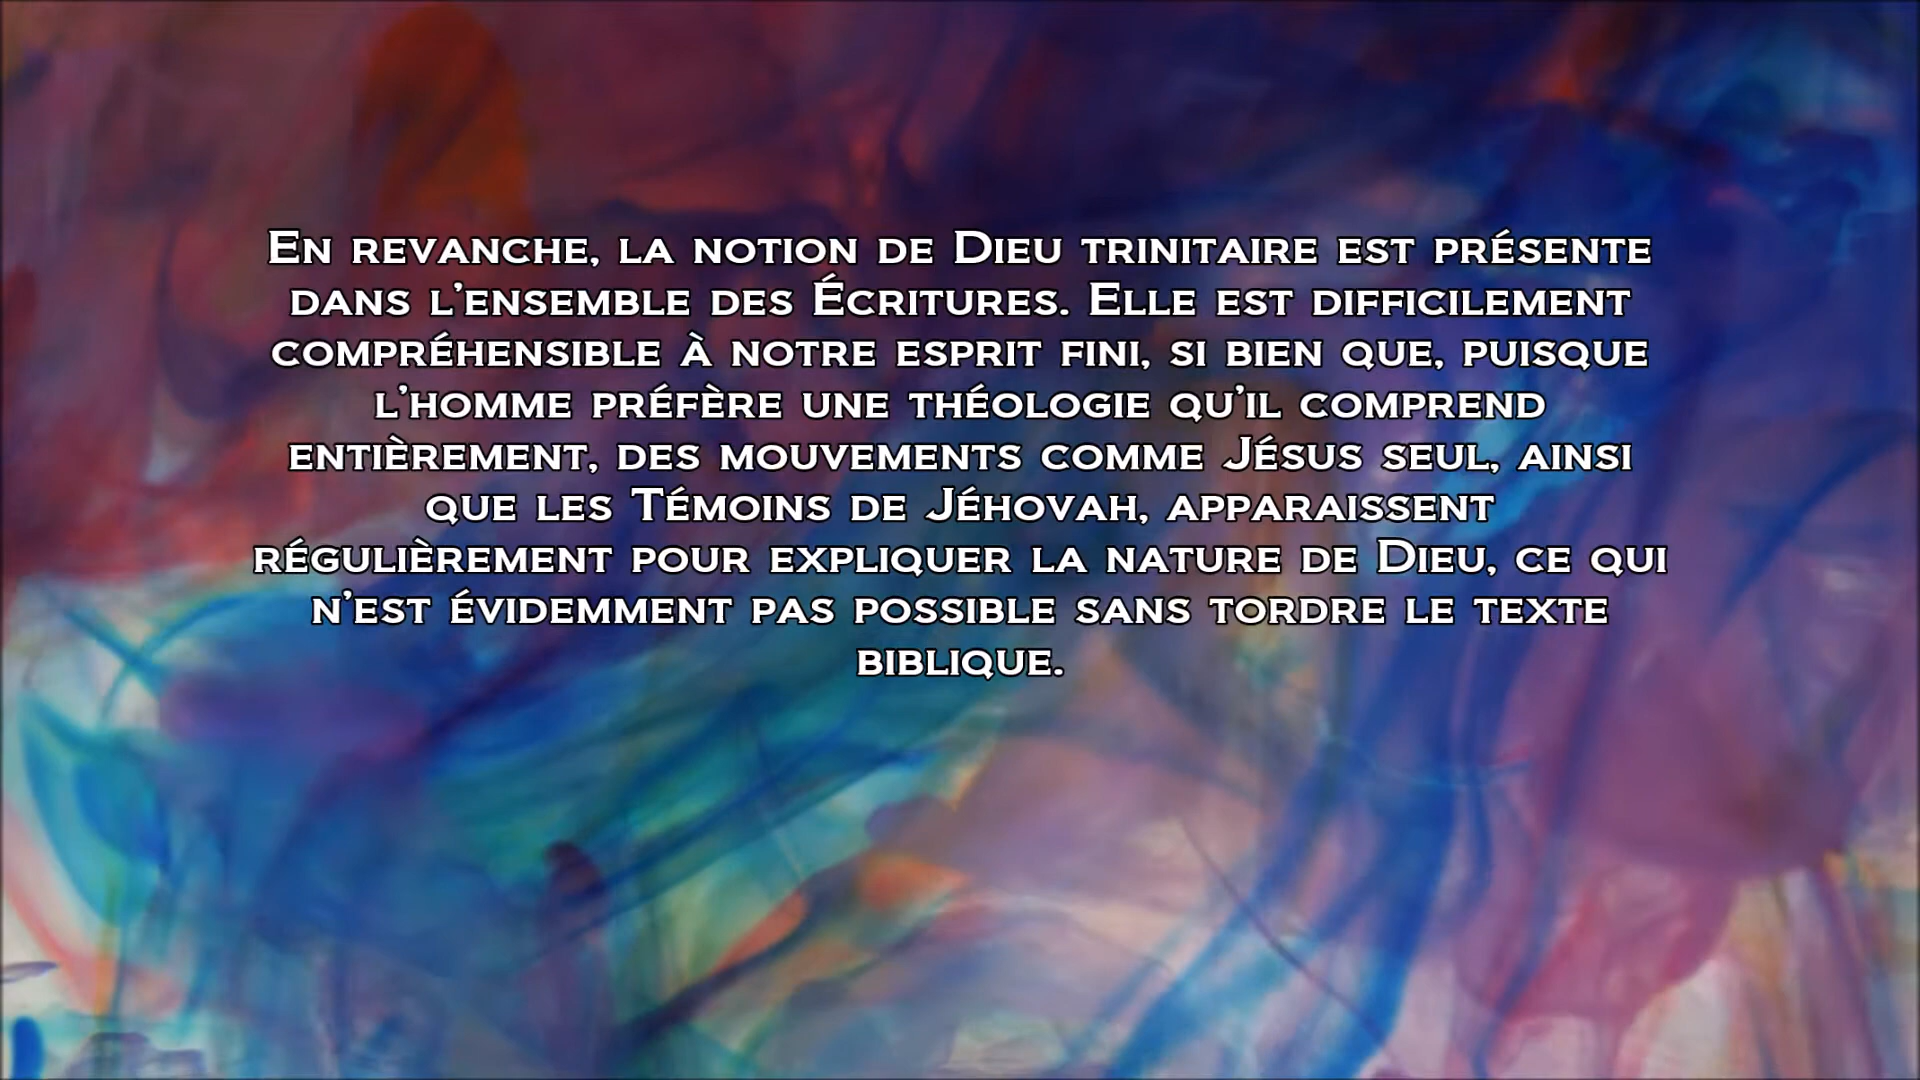 En revanche, la notion de Dieu trinitaire est présente
dans l’ensemble des Écritures. Elle est difficilement
compréhensible à notre esprit fini, si bien que, puisque
l’homme préfère une théologie qu’il comprend
entièrement, des mouvements comme Jésus seul, ainsi
que les Témoins de Jéhovah, apparaissent
régulièrement pour expliquer la nature de Dieu, ce qui
n’est évidemment pas possible sans tordre le texte
biblique.